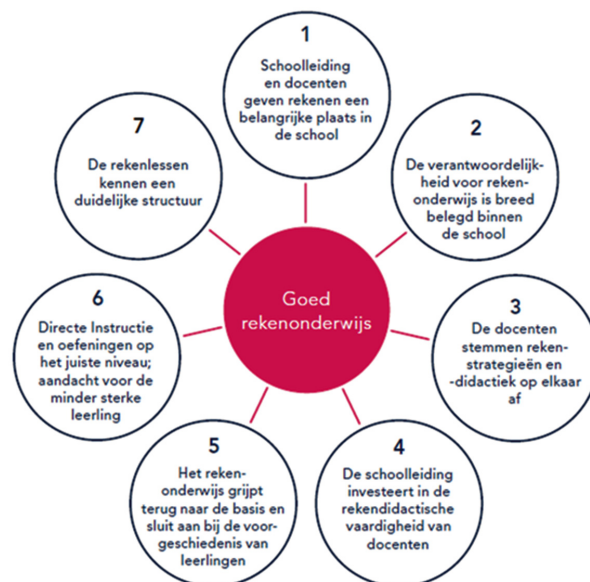 1
Schoolleiding
en docenten
geven rekenen een
belangrijke plaats in
de school
2
De verantwoordelijk-
heid voor reken-
onderwijs is breed
belegd binnen
de school
3
De docenten
stemmen reken-
strategieën en
-didactiek op elkaar
af
4
De schoolleiding
investeert in de
rekendidactische
vaardigheid van
docenten
5
Het reken-
onderwijs grijpt
terug naar de basis en
sluit aan bij de voor-
geschiedenis van
leerlingen
6
Directe Instructie
en oefeningen op
het juiste niveau;
aandacht voor de
minder sterke
leerling
7
De rekenlessen
kennen een
duidelijke structuur
Goed
rekenonderwijs